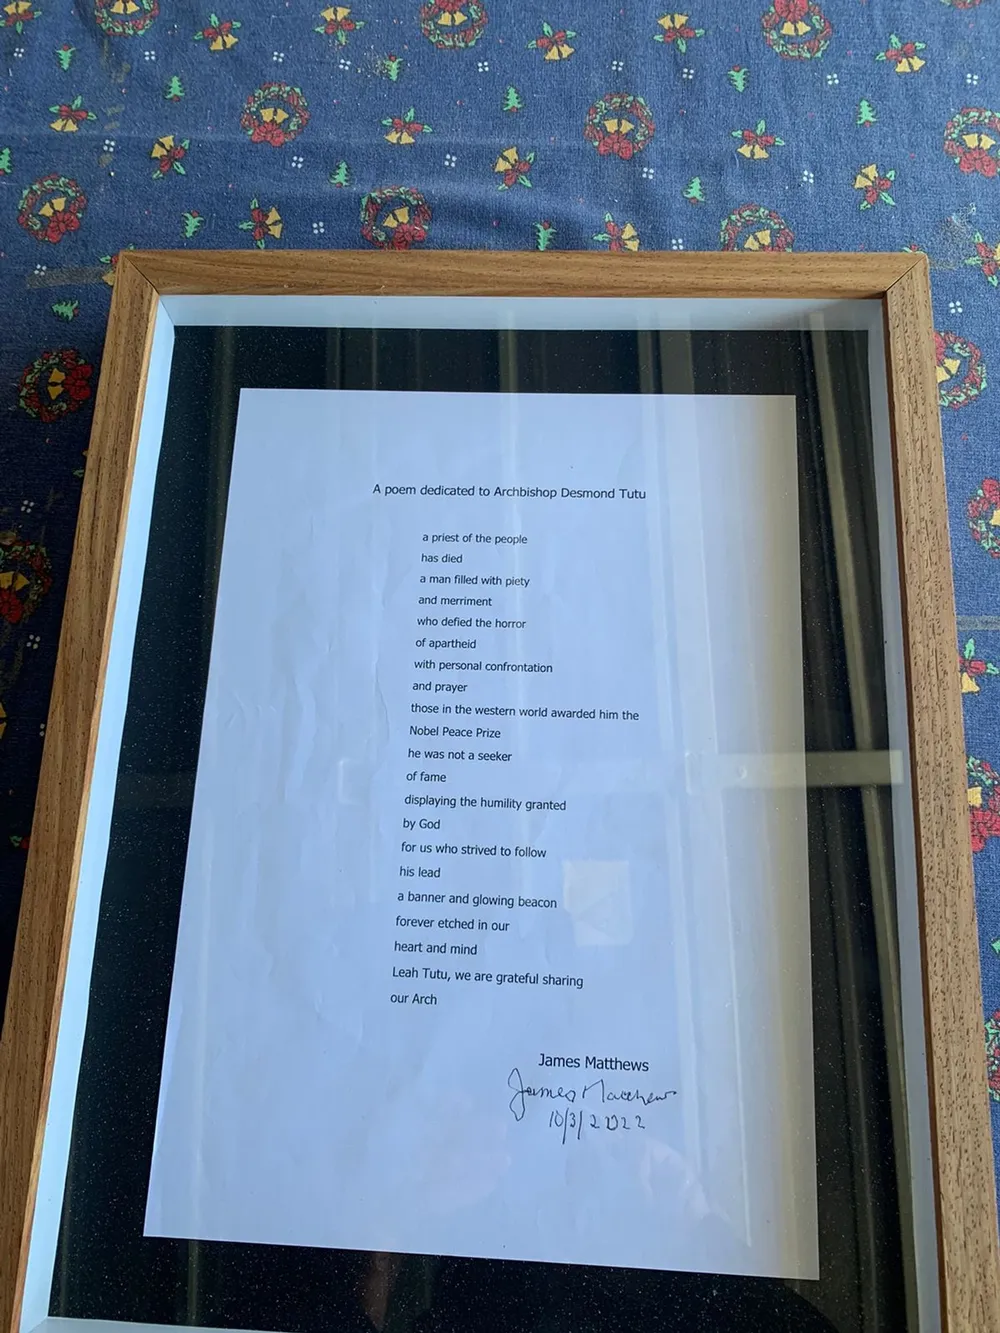 A poem dedicated to Archbishop Desmond Tutu
a priest of the people
has died
a man filled with piety
and merriment
who defied the horror
of apartheid
with personal confrontation
and prayer
those in the western world awarded him the
Nobel Peace Prize
he was not a seeker
of fame
displaying the humility granted
by God
for us who strived to follow
his lead
a banner and glowing beacon
forever etched in our
heart and mind
Leah Tutu, we are grateful sharing
our Arch
James Matthews
James Matthews
10/3/2022